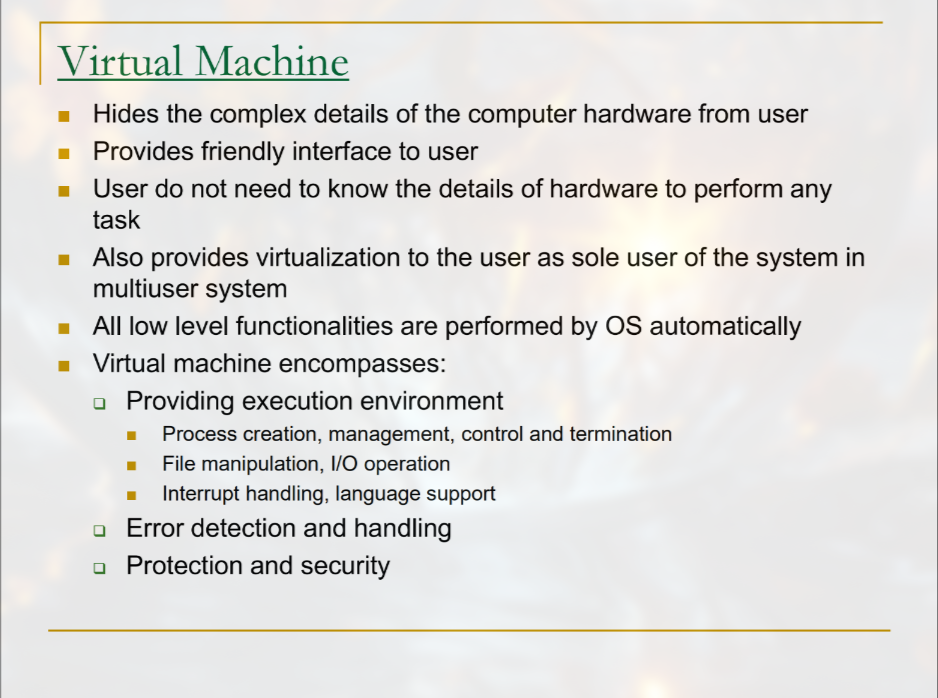 Virtual Machine
Hides the complex details of the computer hardware from user
Provides friendly interface to user
User do not need to know the details of hardware to perform any
task
Also provides virtualization to the user as sole user of the system in
multiuser system
All low level functionalities are performed by OS automatically
Virtual machine encompasses:
Providing execution environment
Process creation, management, control and termination
File manipulation, I/O operation
Interrupt handling, language support
Error detection and handling
Protection and security